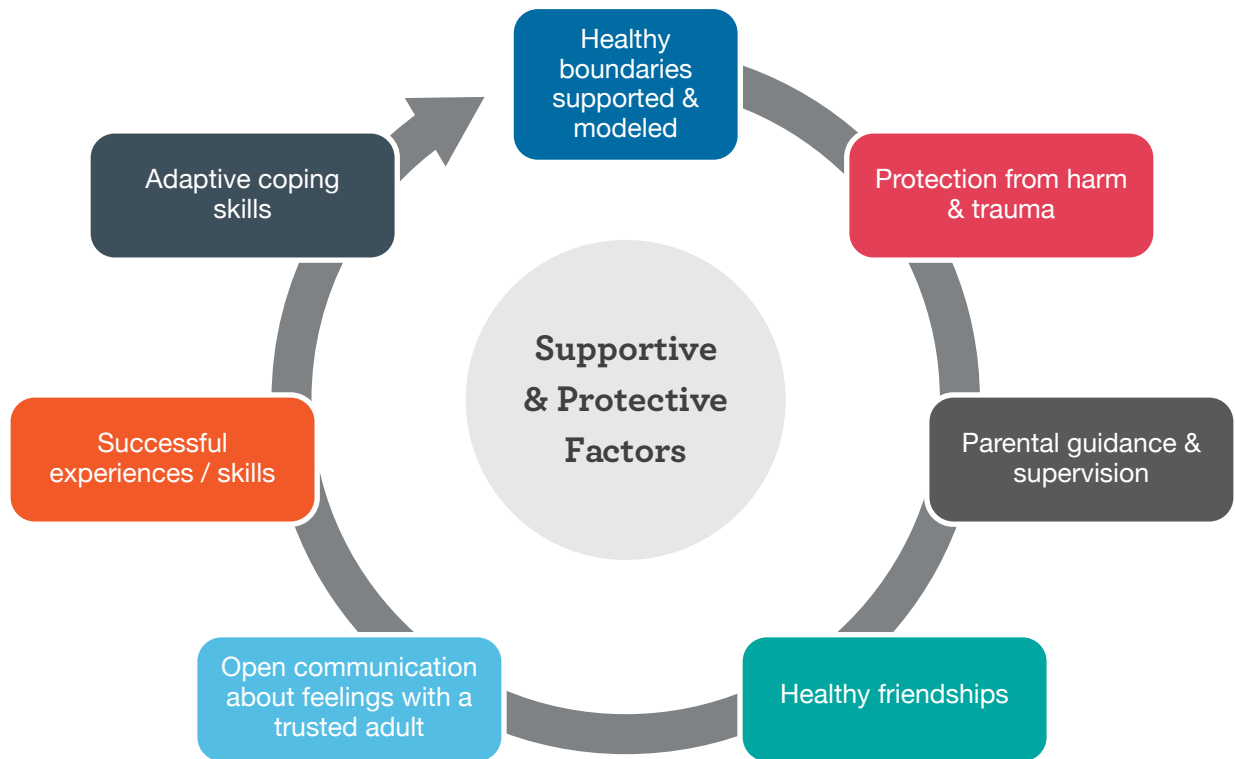 Healthy
boundaries
supported &
modeled
Protection from harm
& trauma
Parental guidance &
supervision
Healthy friendships
Open communication
about feelings with a
trusted adult
Successful
experiences / skills
Adaptive coping
skills
Supportive
& Protective
Factors